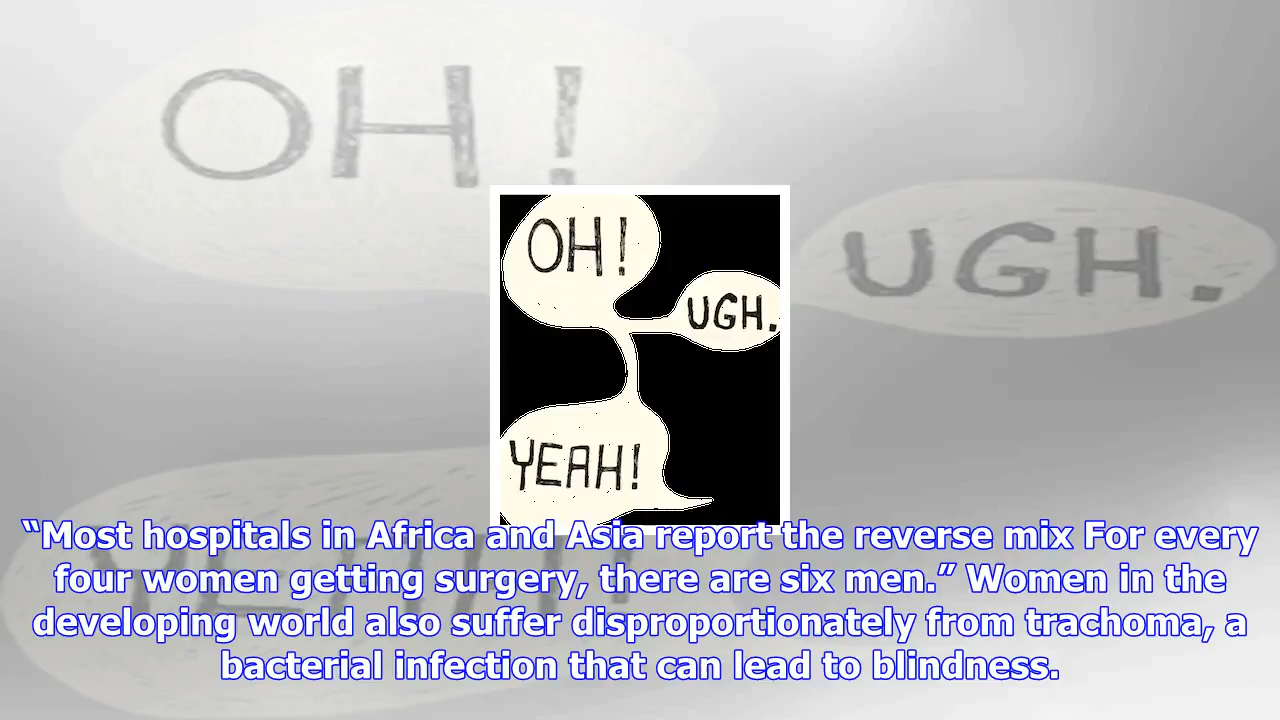 OH!
UGH.
OH!
UGH.
YEAH!
“Most hospitals in Africa and Asia report the reverse mix For every
four women getting surgery, there are six men.” Women in the
developing world also suffer disproportionately from trachoma, a
bacterial infection that can lead to blindness.